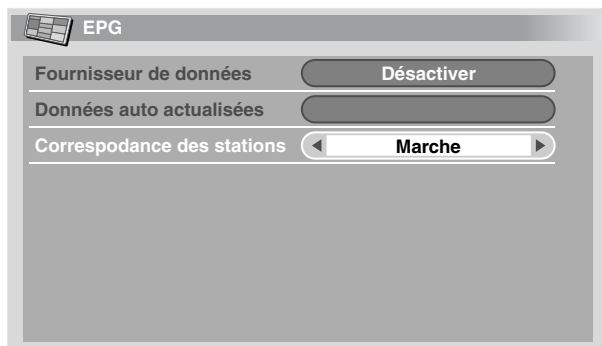 EPG
Fournisseur de données Désactiver
Données auto actualisées
Correspodance des stations Marche